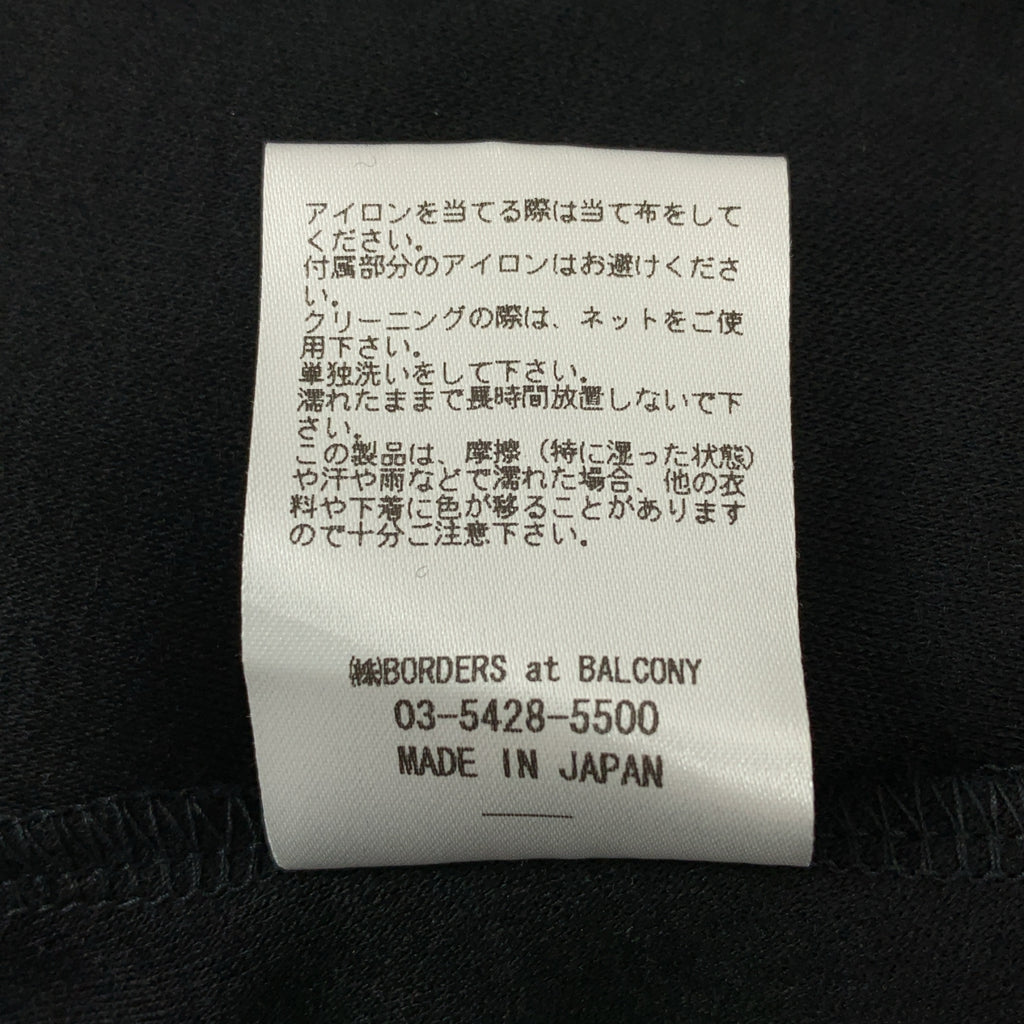 アイロンを当てる際は当て布をして
ください。
付属部分のアイロンはお避けくださ
い。
クリーニングの際は、ネットをご使
用下さい。
単独洗いをして下さい。
濡れたままで長時間放置しないで下
さい。
この製品は、摩擦（特に湿った状態）
や汗や雨などで濡れた場合、他の衣
料や下着に色が移ることがあります
ので十分ご注意下さい。
㈱BORDERS at BALCONY
03-5428-5500
MADE IN JAPAN